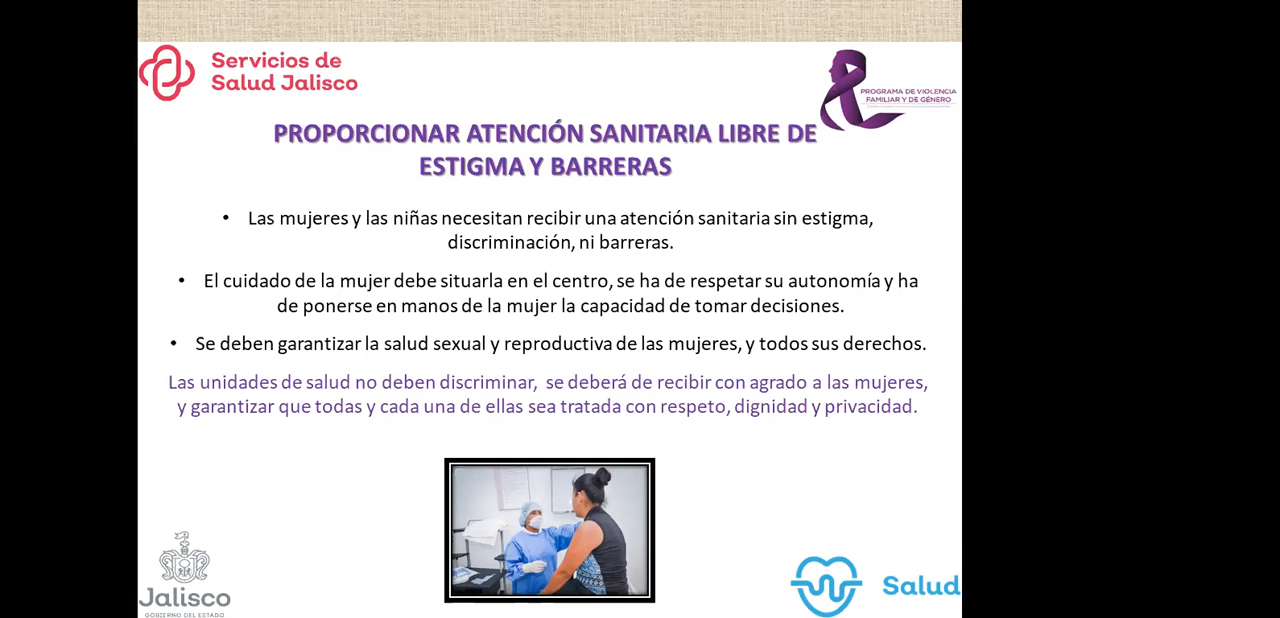 Servicios de
Salud Jalisco
PROGRAMA DE VIOLENCIA
FAMILIAR Y DE GÉNERO
PROPORCIONAR ATENCIÓN SANITARIA LIBRE DE
ESTIGMA Y BARRERAS
• Las mujeres y las niñas necesitan recibir una atención sanitaria sin estigma,
discriminación, ni barreras.
• El cuidado de la mujer debe situarla en el centro, se ha de respetar su autonomía y ha
de ponerse en manos de la mujer la capacidad de tomar decisiones.
• Se deben garantizar la salud sexual y reproductiva de las mujeres, y todos sus derechos.
Las unidades de salud no deben discriminar, se deberá de recibir con agrado a las mujeres,
y garantizar que todas y cada una de ellas sea tratada con respeto, dignidad y privacidad.
Jalisco
GOBIERNO DEL ESTADO
Salud